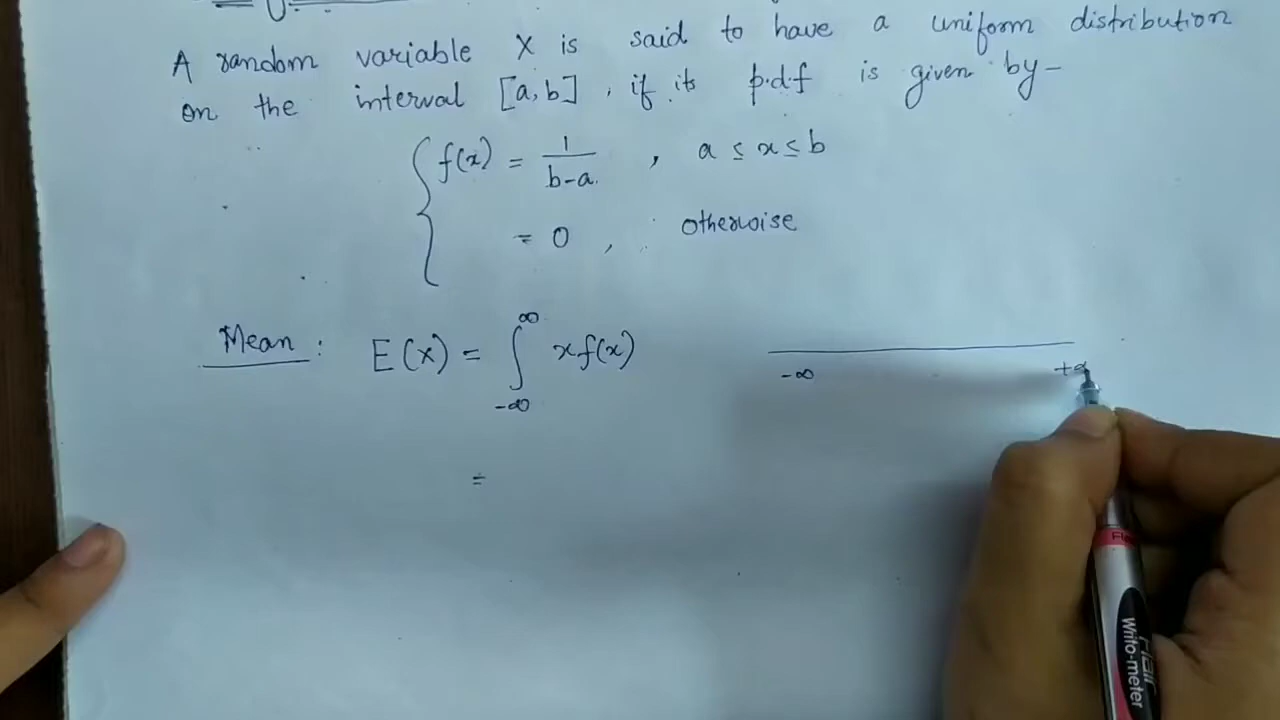 A random variable X is said to have a uniform distribution
on the interval [a, b], if its p.d.f is given by-
f(x) = 1/(b-a) , a ≤ x ≤ b
= 0 , otherwise
Mean : E(X) = ∫_{-∞}^{∞} x f(x)
-∞
=
Flair
Writo-meter